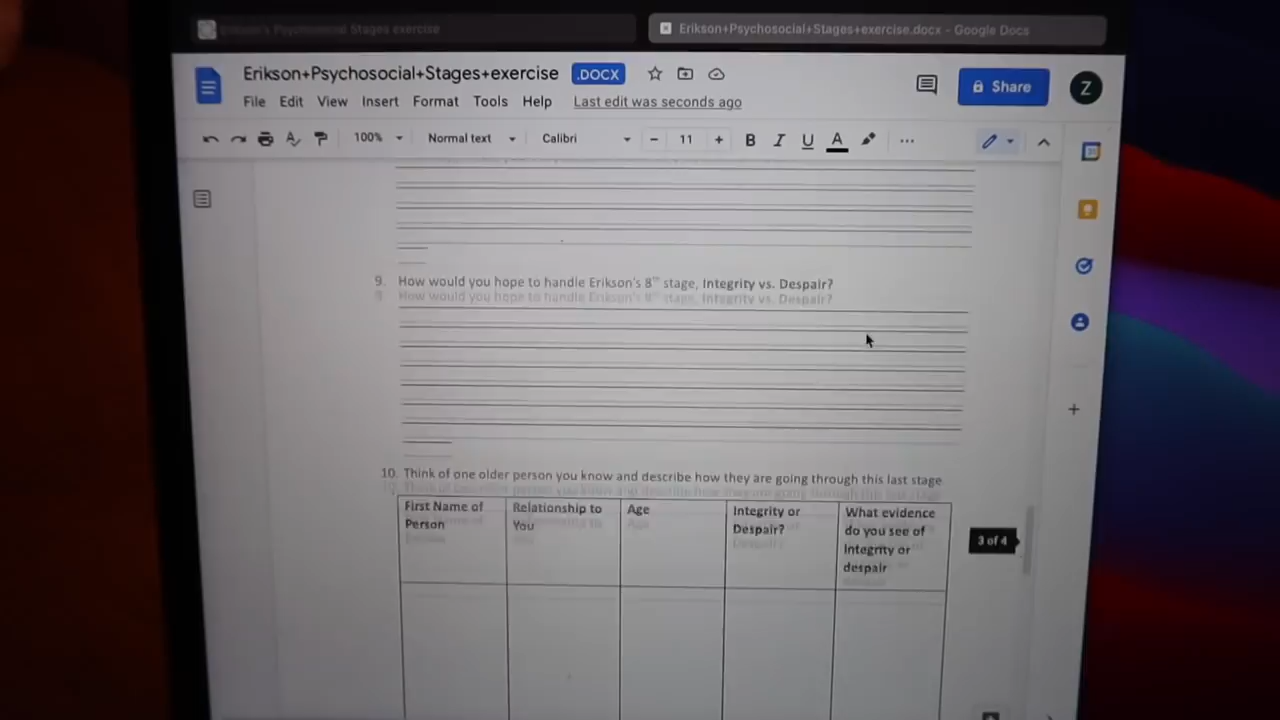 Erikson's Psychosocial Stages exercise
Erikson+Psychosocial+Stages+exercise.docx - Google Docs
Erikson+Psychosocial+Stages+exercise .DOCX
Share
Z
File Edit View Insert Format Tools Help Last edit was seconds ago
100% Normal text Calibri - 11 + B I U A
9. How would you hope to handle Erikson's 8th stage, Integrity vs. Despair?
10. Think of one older person you know and describe how they are going through this last stage
First Name of
Person
Relationship to
You
Age
Integrity or
Despair?
What evidence
do you see of
Integrity or
despair
3 of 4